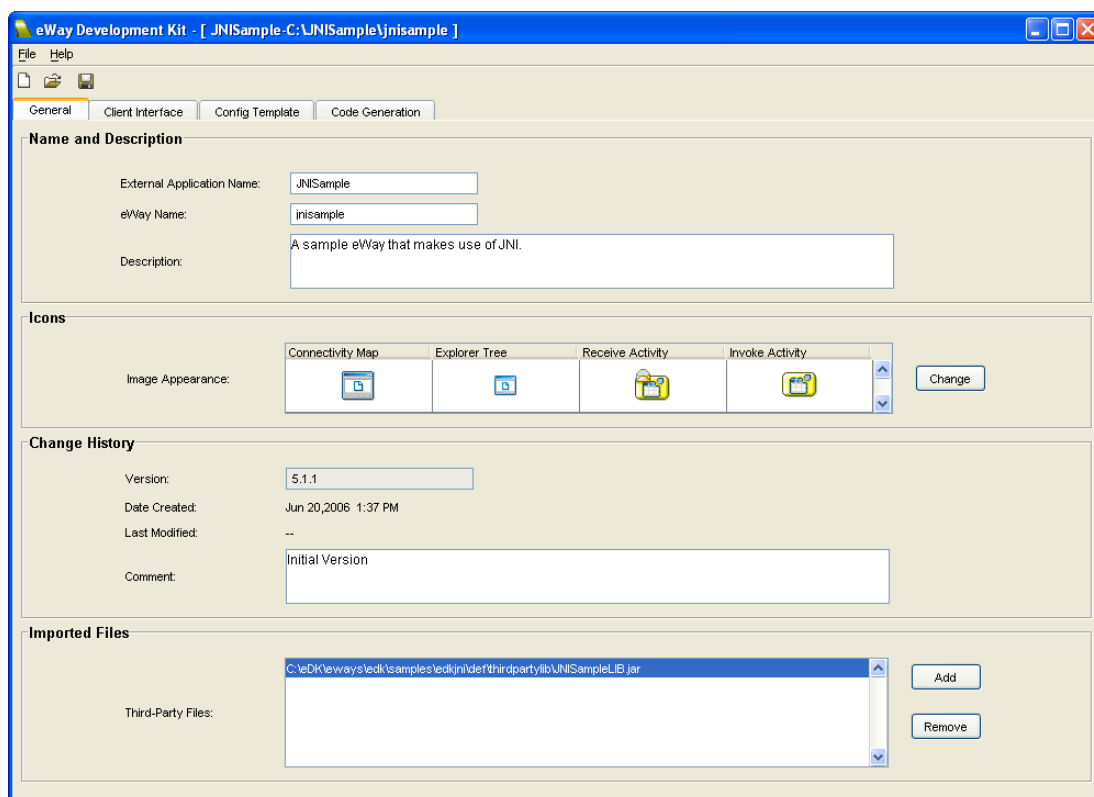 eWay Development Kit - [ JNISample-C:\JNISample\jnisample ]
File Help
General Client Interface Config Template Code Generation
Name and Description
External Application Name: JNISample
eWay Name: jnisample
Description: A sample eWay that makes use of JNI.
Icons
Connectivity Map Explorer Tree Receive Activity Invoke Activity
Image Appearance: Change
Change History
Version: 5.1.1
Date Created: Jun 20,2006 1:37 PM
Last Modified: --
Comment: Initial Version
Imported Files
C:\eDK\eways\edk\samples\edkjni\def\thirdpartylib\JNISampleLIB.jar
Add
Third-Party Files:
Remove